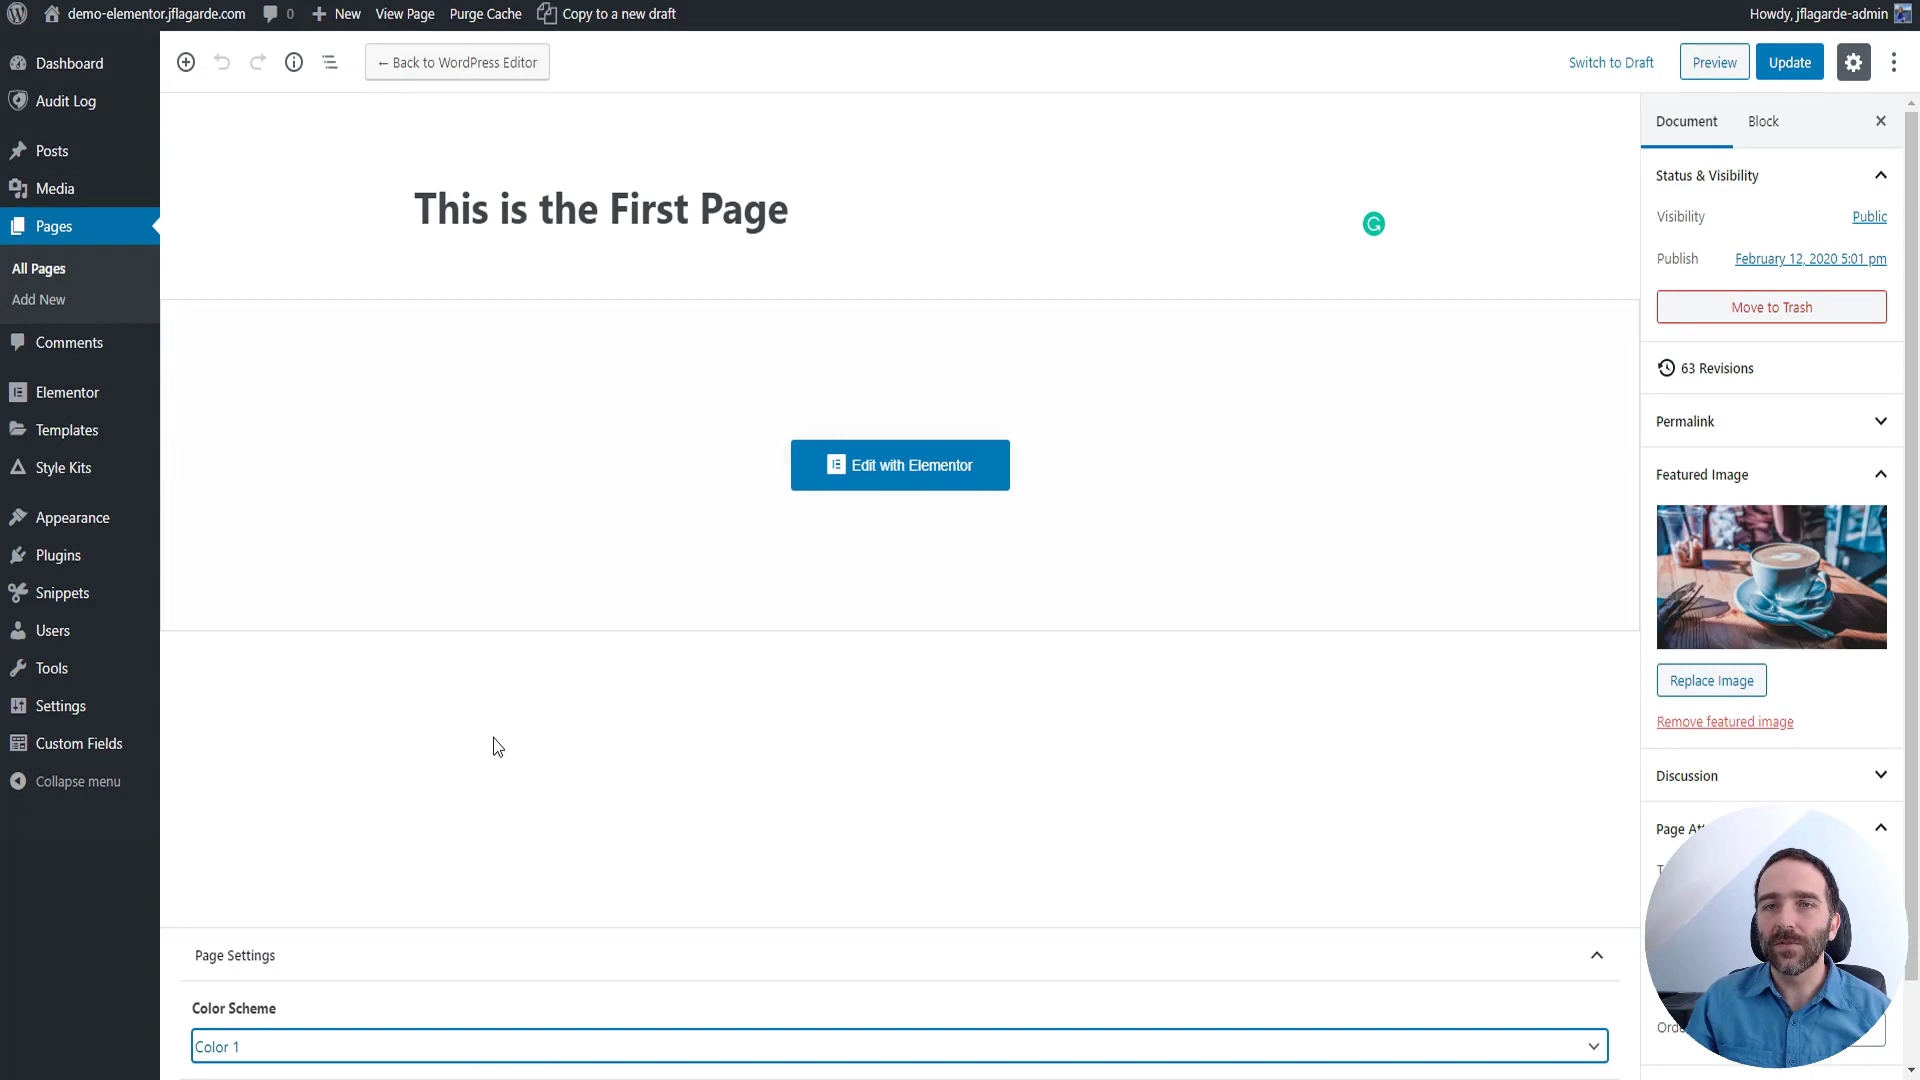 demo-elementor.jflagarde.com 0 New View Page Purge Cache Copy to a new draft Howdy, jflagarde-admin
Dashboard
Audit Log
Posts
Media
Pages
All Pages
Add New
Comments
Elementor
Templates
Style Kits
Appearance
Plugins
Snippets
Users
Tools
Settings
Custom Fields
Collapse menu
← Back to WordPress Editor
Switch to Draft Preview Update
This is the First Page
Edit with Elementor
Page Settings
Color Scheme
Color 1
Document Block
Status & Visibility
Visibility Public
Publish February 12, 2020 5:01 pm
Move to Trash
63 Revisions
Permalink
Featured Image
Replace Image
Remove featured image
Discussion
Page